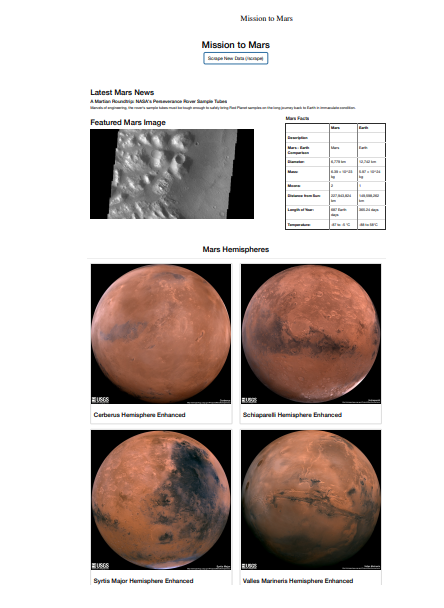 Mission to Mars
Mission to Mars
Scrape New Data (/scrape)
Latest Mars News
A Martian Roundtrip: NASA's Perseverance Rover Sample Tubes
Marvels of engineering, the rover's sample tubes must be tough enough to safely bring Red Planet samples on the long journey back to Earth in immaculate condition.
Featured Mars Image
Mars Facts
Mars Earth
Description
Mars - Earth Comparison Mars Earth
Diameter: 6,779 km 12,742 km
Mass: 6.39 × 10^23 kg 5.97 × 10^24 kg
Moons: 2 1
Distance from Sun: 227,943,824 km 149,598,262 km
Length of Year: 687 Earth days 365.24 days
Temperature: -87 to -5 °C -88 to 58°C
Mars Hemispheres
USGS
Cerberus
USGS
Schiaparelli
Cerberus Hemisphere Enhanced
Schiaparelli Hemisphere Enhanced
USGS
Syrtis Major
USGS
Valles Marineris
Syrtis Major Hemisphere Enhanced
Valles Marineris Hemisphere Enhanced